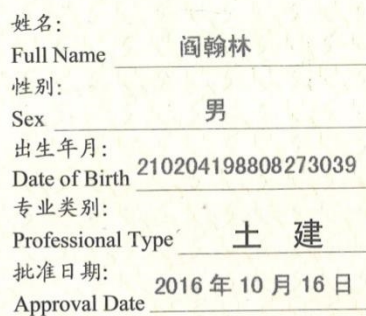 姓名:
Full Name 阎翰林
性别:
Sex 男
出生年月:
Date of Birth 210204198808273039
专业类别:
Professional Type 土 建
批准日期:
Approval Date 2016 年 10 月 16 日